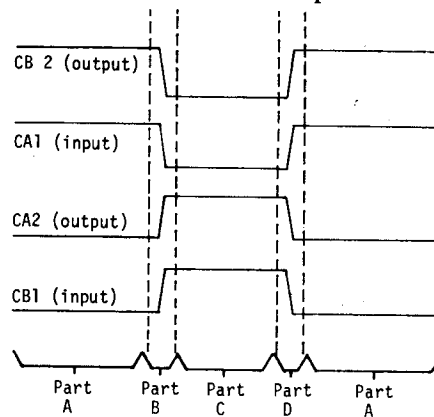 CB 2 (output)
CA1 (input)
CA2 (output)
CB1 (input)
Part Part Part Part Part
A B C D A